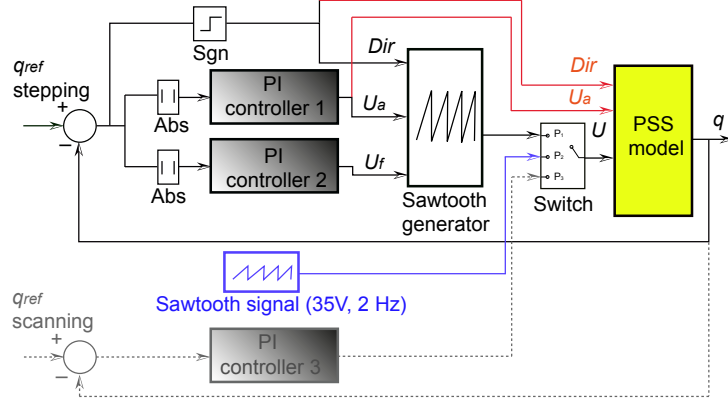 Sgn
Dir
q_ref
stepping
+
−
Abs
PI
controller 1
U_a
Abs
PI
controller 2
U_f
Sawtooth
generator
P₁
P₂
P₃
Switch
Dir
U_a
U
PSS
model
q
Sawtooth signal (35V, 2 Hz)
q_ref
scanning
+
−
PI
controller 3